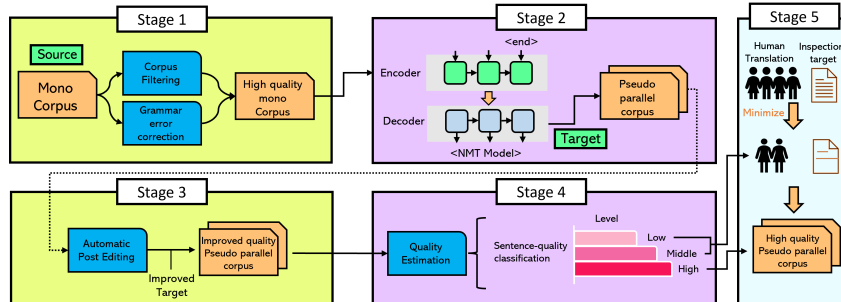 Stage 1
Source
Mono
Corpus
Corpus
Filtering
Grammar
error
correction
High quality
mono
Corpus
Stage 2
<end>
Encoder
Decoder
<NMT Model>
Target
Pseudo
parallel
corpus
Stage 3
Automatic
Post Editing
Improved
Target
Improved quality
Pseudo parallel
corpus
Stage 4
Quality
Estimation
Sentence-quality
classification
Level
Low
Middle
High
Stage 5
Human
Translation
Inspection
target
Minimize
High quality
Pseudo parallel
corpus